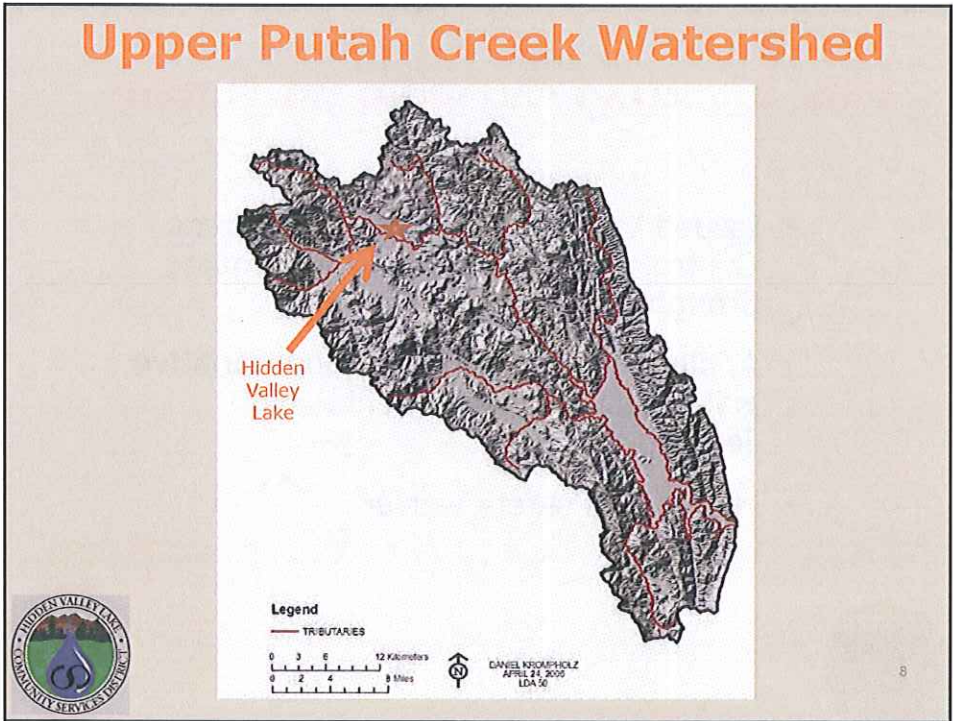 Upper Putah Creek Watershed
Hidden
Valley
Lake
Legend
TRIBUTARIES
0 3 6 12 Kilometers
0 2 4 8 Miles
N
DANIEL KROMPHOLZ
APRIL 24, 2006
LDA 50
HIDDEN VALLEY LAKE
COMMUNITY SERVICES DISTRICT
8